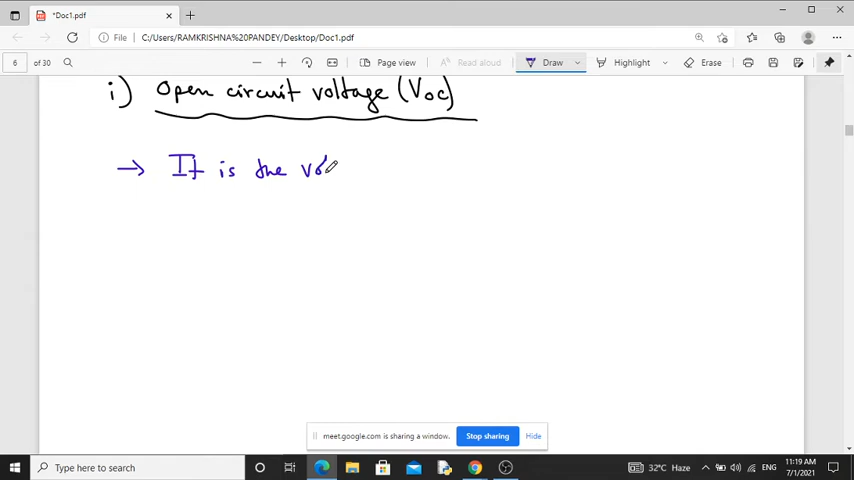 *Doc1.pdf
File C:/Users/RAMKRISHNA%20PANDEY/Desktop/Doc1.pdf
6 of 30 Page view Read aloud Draw Highlight Erase
i) Open circuit voltage (Voc)
→ It is the vo
meet.google.com is sharing a window. Stop sharing Hide
Type here to search 32°C Haze ENG 11:19 AM
7/1/2021